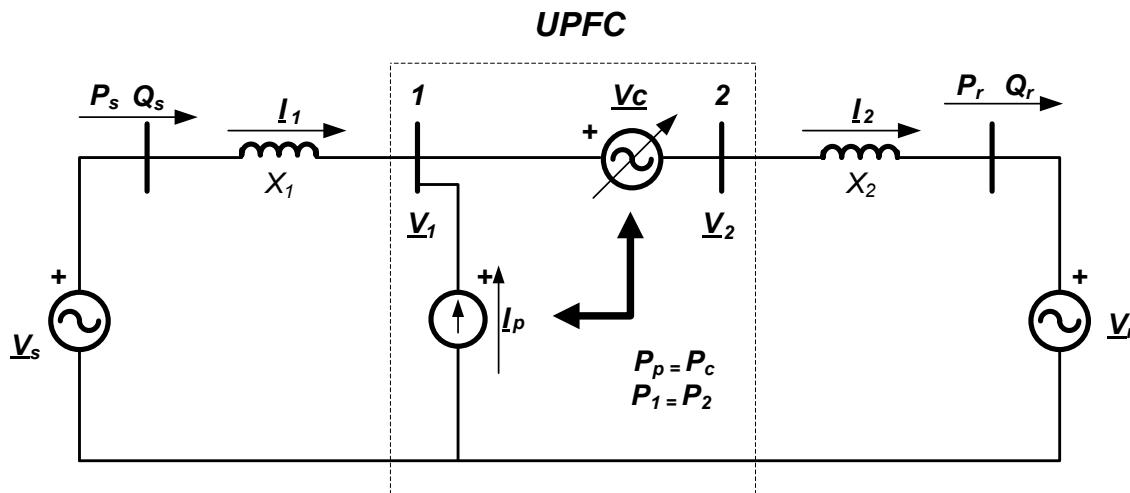 UPFC
P_s Q_s
I_1
1
Vc
2
I_2
P_r Q_r
+
X_1
X_2
V_1
V_2
+
+
+
V_s
I_p
P_p = P_c
P_1 = P_2